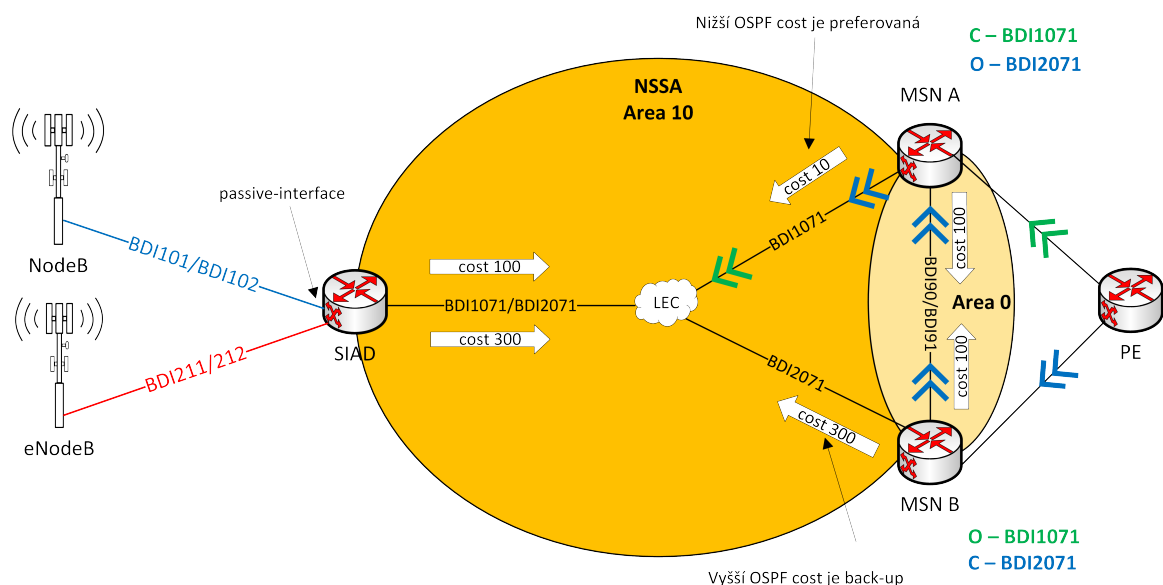 Nižší OSPF cost je preferovaná
C – BDI1071
O – BDI2071
MSN A
NSSA
Area 10
cost 10
passive-interface
BDI1071
cost 100
BDI101/BDI102
NodeB
cost 100
LEC
BDI1071/BDI2071
BDI90/BDI91
Area 0
SIAD
cost 300
PE
BDI211/212
BDI2071
cost 100
cost 300
eNodeB
MSN B
O – BDI1071
C – BDI2071
Vyšší OSPF cost je back-up